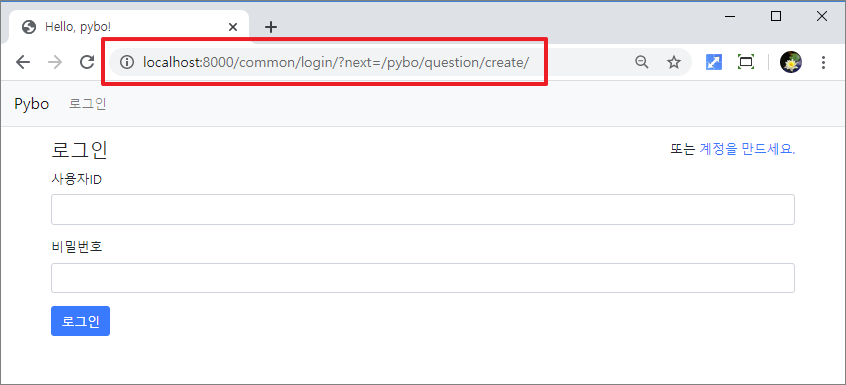 Hello, pybo!
localhost:8000/common/login/?next=/pybo/question/create/
Pybo 로그인
로그인
또는 계정을 만드세요.
사용자ID
비밀번호
로그인